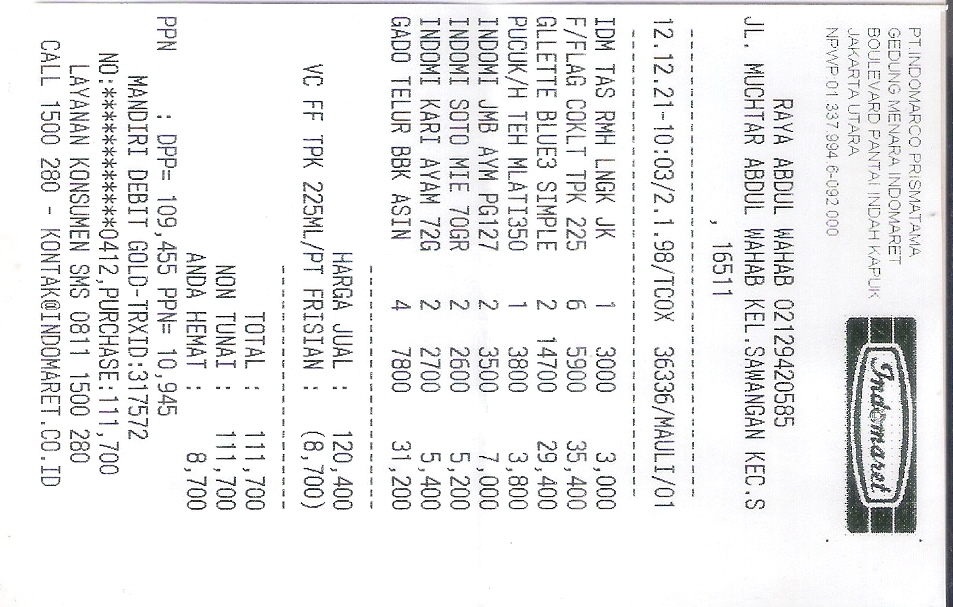 PT.INDOMARCO PRISMATAMA
GEDUNG MENARA INDOMARET
BOULEVARD PANTAI INDAH KAPUK
JAKARTA UTARA
NPWP:01.337.994.6-092.000
Indomaret
RAYA ABDUL WAHAB 02129420585
JL. MUCHTAR ABDUL WAHAB KEL.SAWANGAN KEC.S
, 16511
12.12.21-10:03/2.1.98/TCOX 36336/MAULI/01
IDM TAS RMH LNGK JK 1 3000 3,000
F/FLAG COKLT TPK 225 6 5900 35,400
GLLETTE BLUE3 SIMPLE 2 14700 29,400
PUCUK/H TEH MLATI350 1 3800 3,800
INDOMI JMB AYM PG127 2 3500 7,000
INDOMI SOTO MIE 70GR 2 2600 5,200
INDOMI KARI AYAM 72G 2 2700 5,400
GADO TELUR BBK ASIN 4 7800 31,200
HARGA JUAL : 120,400
VC FF TPK 225ML/PT FRISIAN : (8,700)
TOTAL : 111,700
NON TUNAI : 111,700
ANDA HEMAT : 8,700
PPN : DPP= 109,455 PPN= 10,945
MANDIRI DEBIT GOLD-TRXID:317572
NO:************0412,PURCHASE:111,700
LAYANAN KONSUMEN SMS 0811 1500 280
CALL 1500 280 - KONTAK@INDOMARET.CO.ID